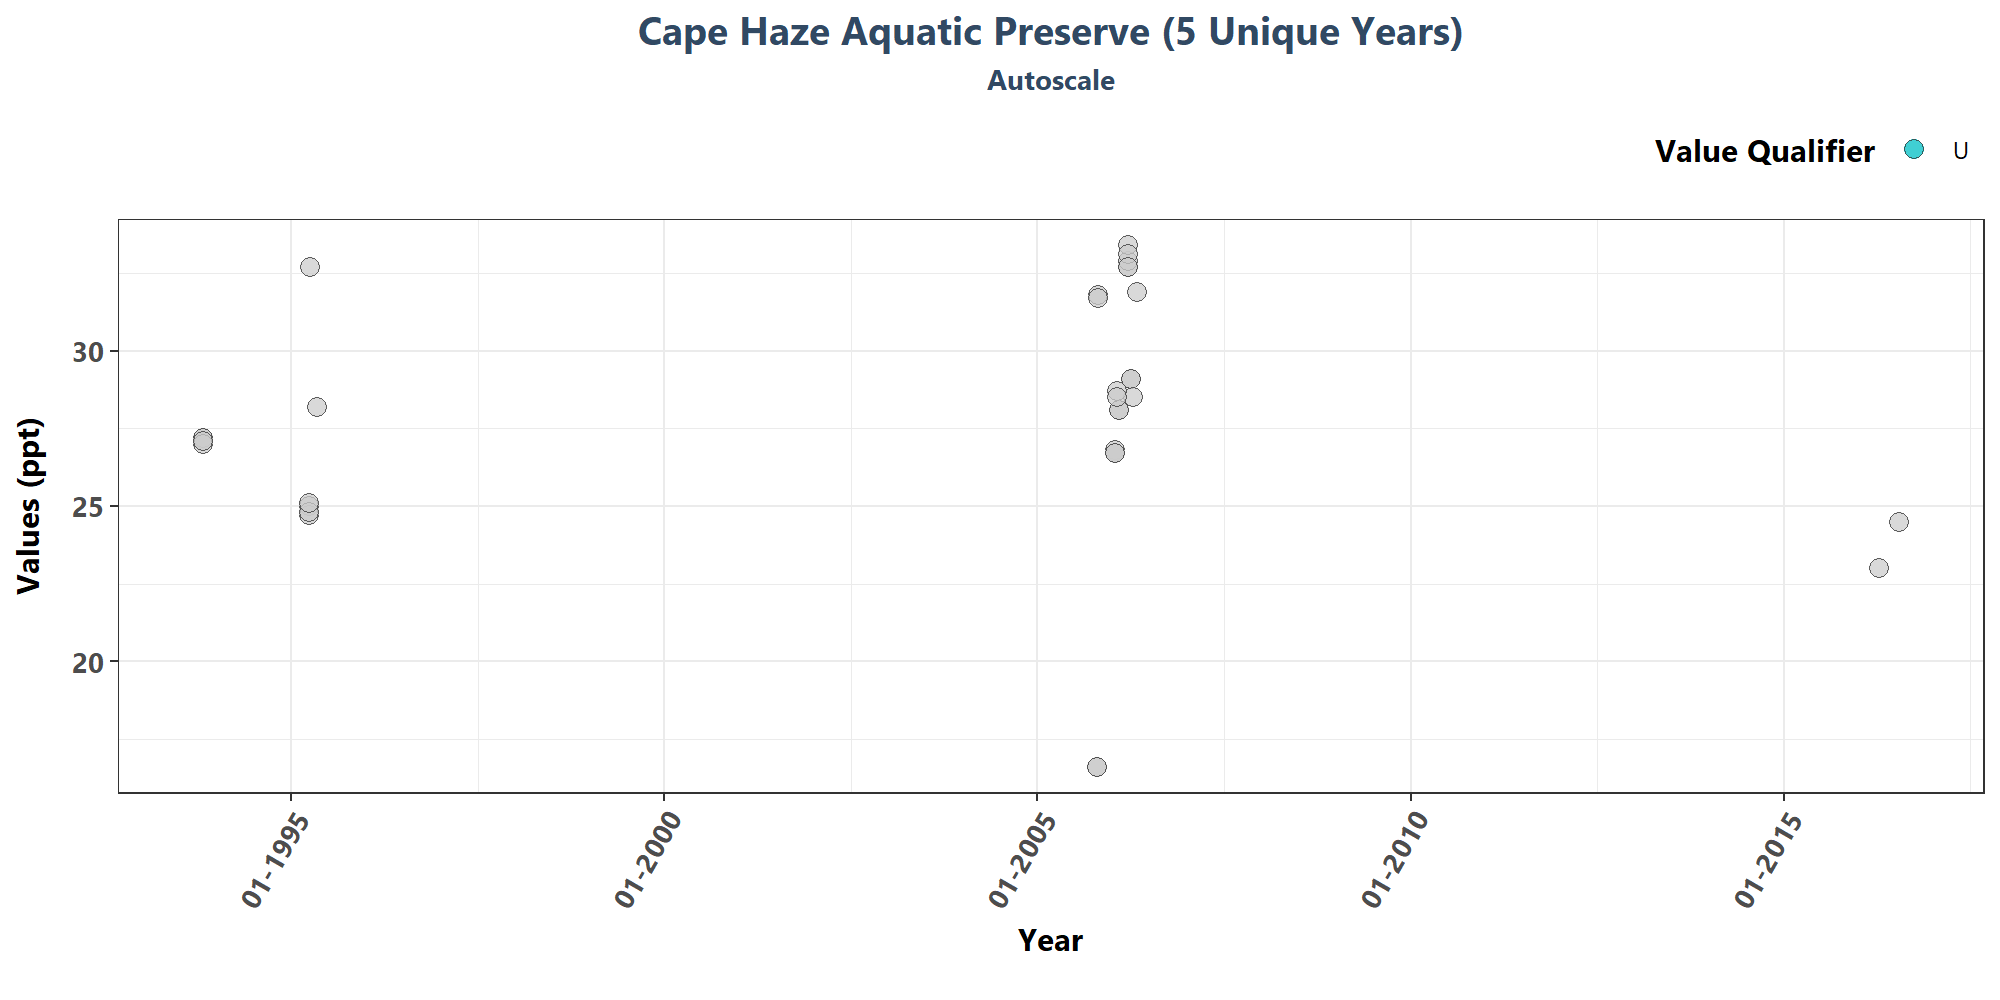 Cape Haze Aquatic Preserve (5 Unique Years)
Autoscale
Value Qualifier U
Values (ppt)
30
25
20
01-1995
01-2000
01-2005
01-2010
01-2015
Year